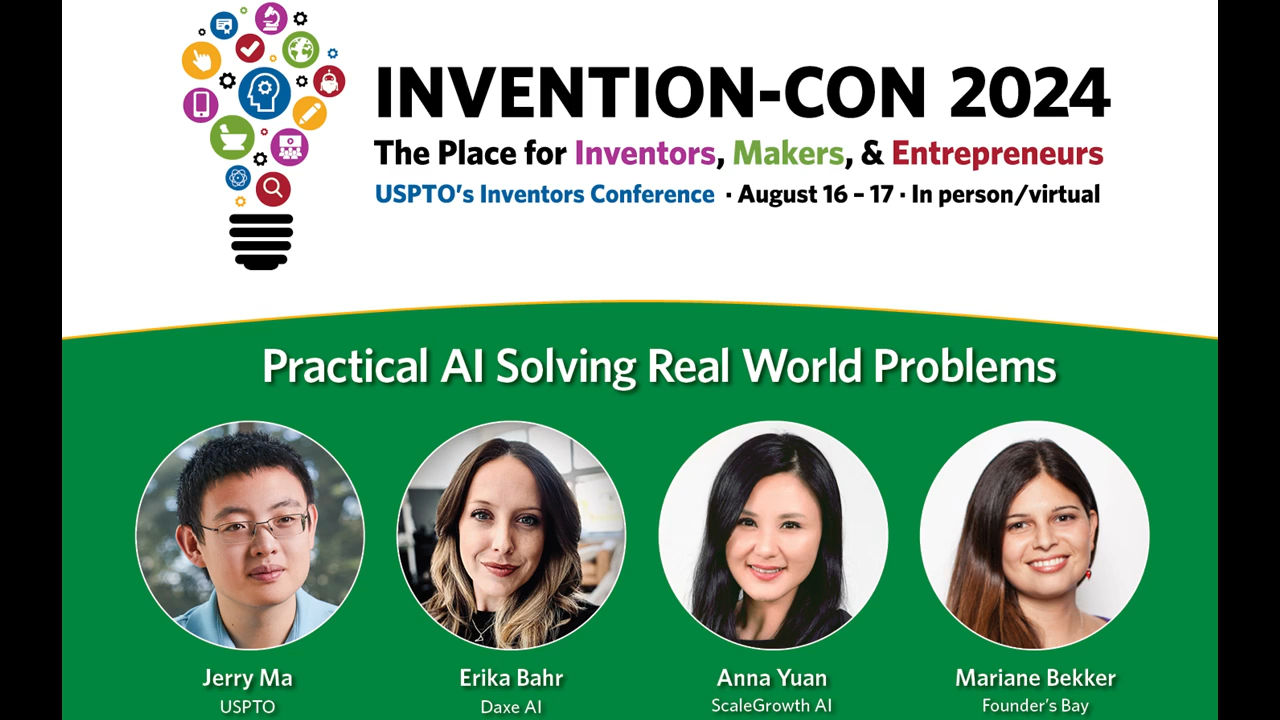 INVENTION-CON 2024
The Place for Inventors, Makers, & Entrepreneurs
USPTO's Inventors Conference · August 16 – 17 · In person/virtual
Practical AI Solving Real World Problems
Jerry Ma
USPTO
Erika Bahr
Daxe AI
Anna Yuan
ScaleGrowth AI
Mariane Bekker
Founder's Bay